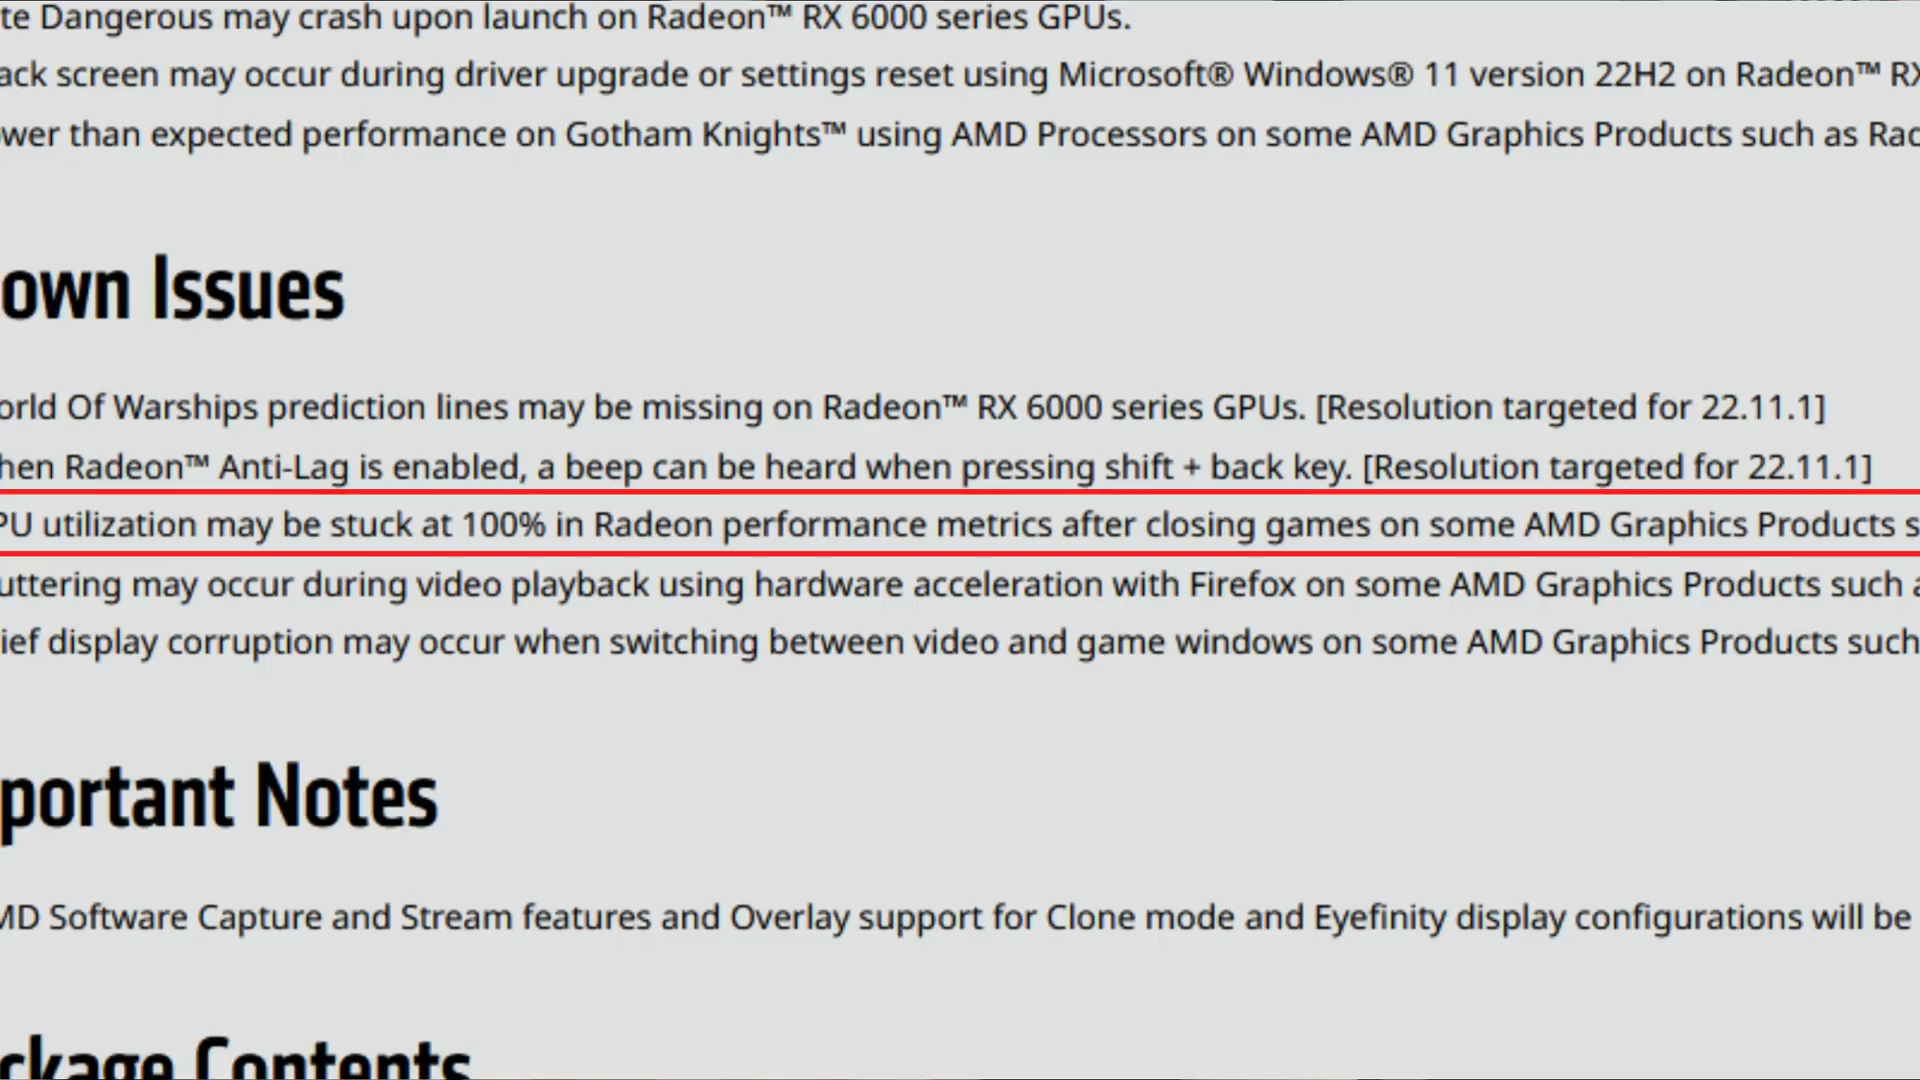 te Dangerous may crash upon launch on Radeon™ RX 6000 series GPUs.
ack screen may occur during driver upgrade or settings reset using Microsoft® Windows® 11 version 22H2 on Radeon™ RX
ower than expected performance on Gotham Knights™ using AMD Processors on some AMD Graphics Products such as Rad
own Issues
orld Of Warships prediction lines may be missing on Radeon™ RX 6000 series GPUs. [Resolution targeted for 22.11.1]
hen Radeon™ Anti-Lag is enabled, a beep can be heard when pressing shift + back key. [Resolution targeted for 22.11.1]
PU utilization may be stuck at 100% in Radeon performance metrics after closing games on some AMD Graphics Products s
uttering may occur during video playback using hardware acceleration with Firefox on some AMD Graphics Products such a
ief display corruption may occur when switching between video and game windows on some AMD Graphics Products such
portant Notes
MD Software Capture and Stream features and Overlay support for Clone mode and Eyefinity display configurations will be
ckage Contents